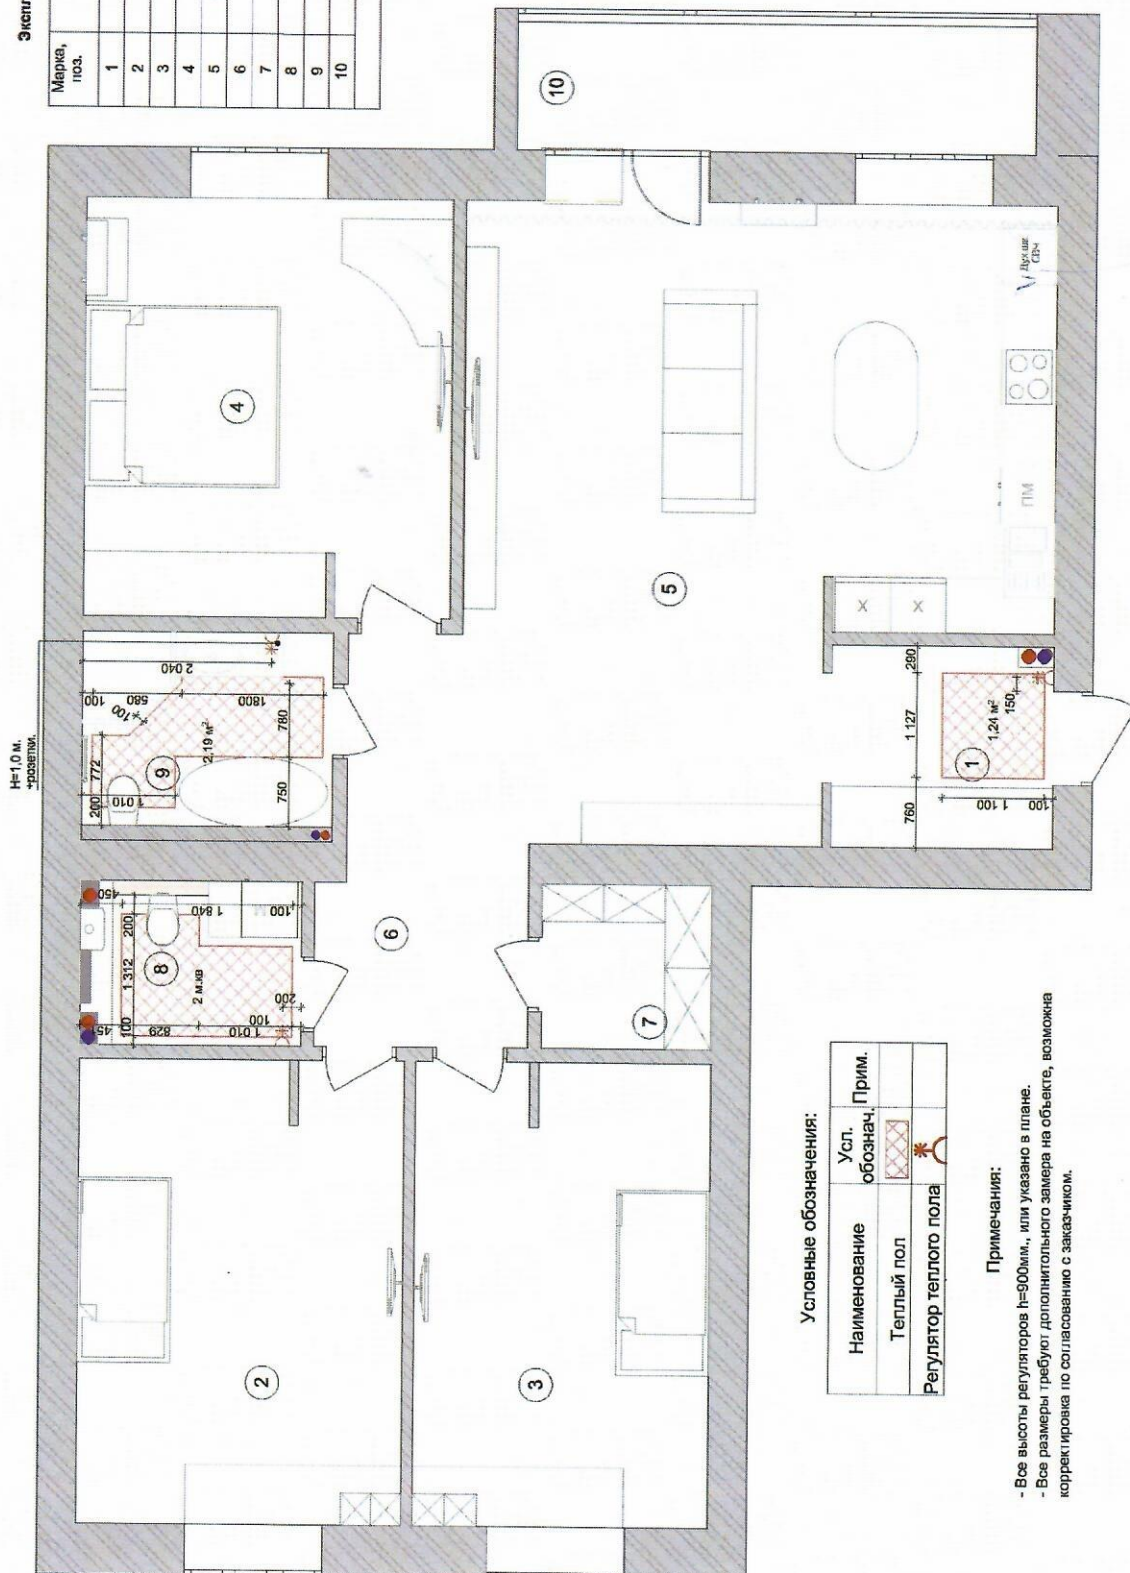 Экспл
Марка,
поз.
1
2
3
4
5
6
7
8
9
10
H=1,0 м.
+розетки.
10
4
5
Дух.шк.
СВч
ПМ
X
X
2 040
100
580
100
1800
772
200
1 010
9
2,19 м²
780
750
290
1 127
150
1,24 м²
1
760
1 100
100
450
200
1 840
100
1 312
8
2 м.кв
100
45
829
1 010
100
200
6
7
2
3
Условные обозначения:
Наименование
Усл.
обознач.
Прим.
Теплый пол
Регулятор теплого пола
Примечания:
- Все высоты регуляторов h=900мм., или указано в плане.
- Все размеры требуют дополнительного замера на объекте, возможна
корректировка по согласованию с заказчиком.